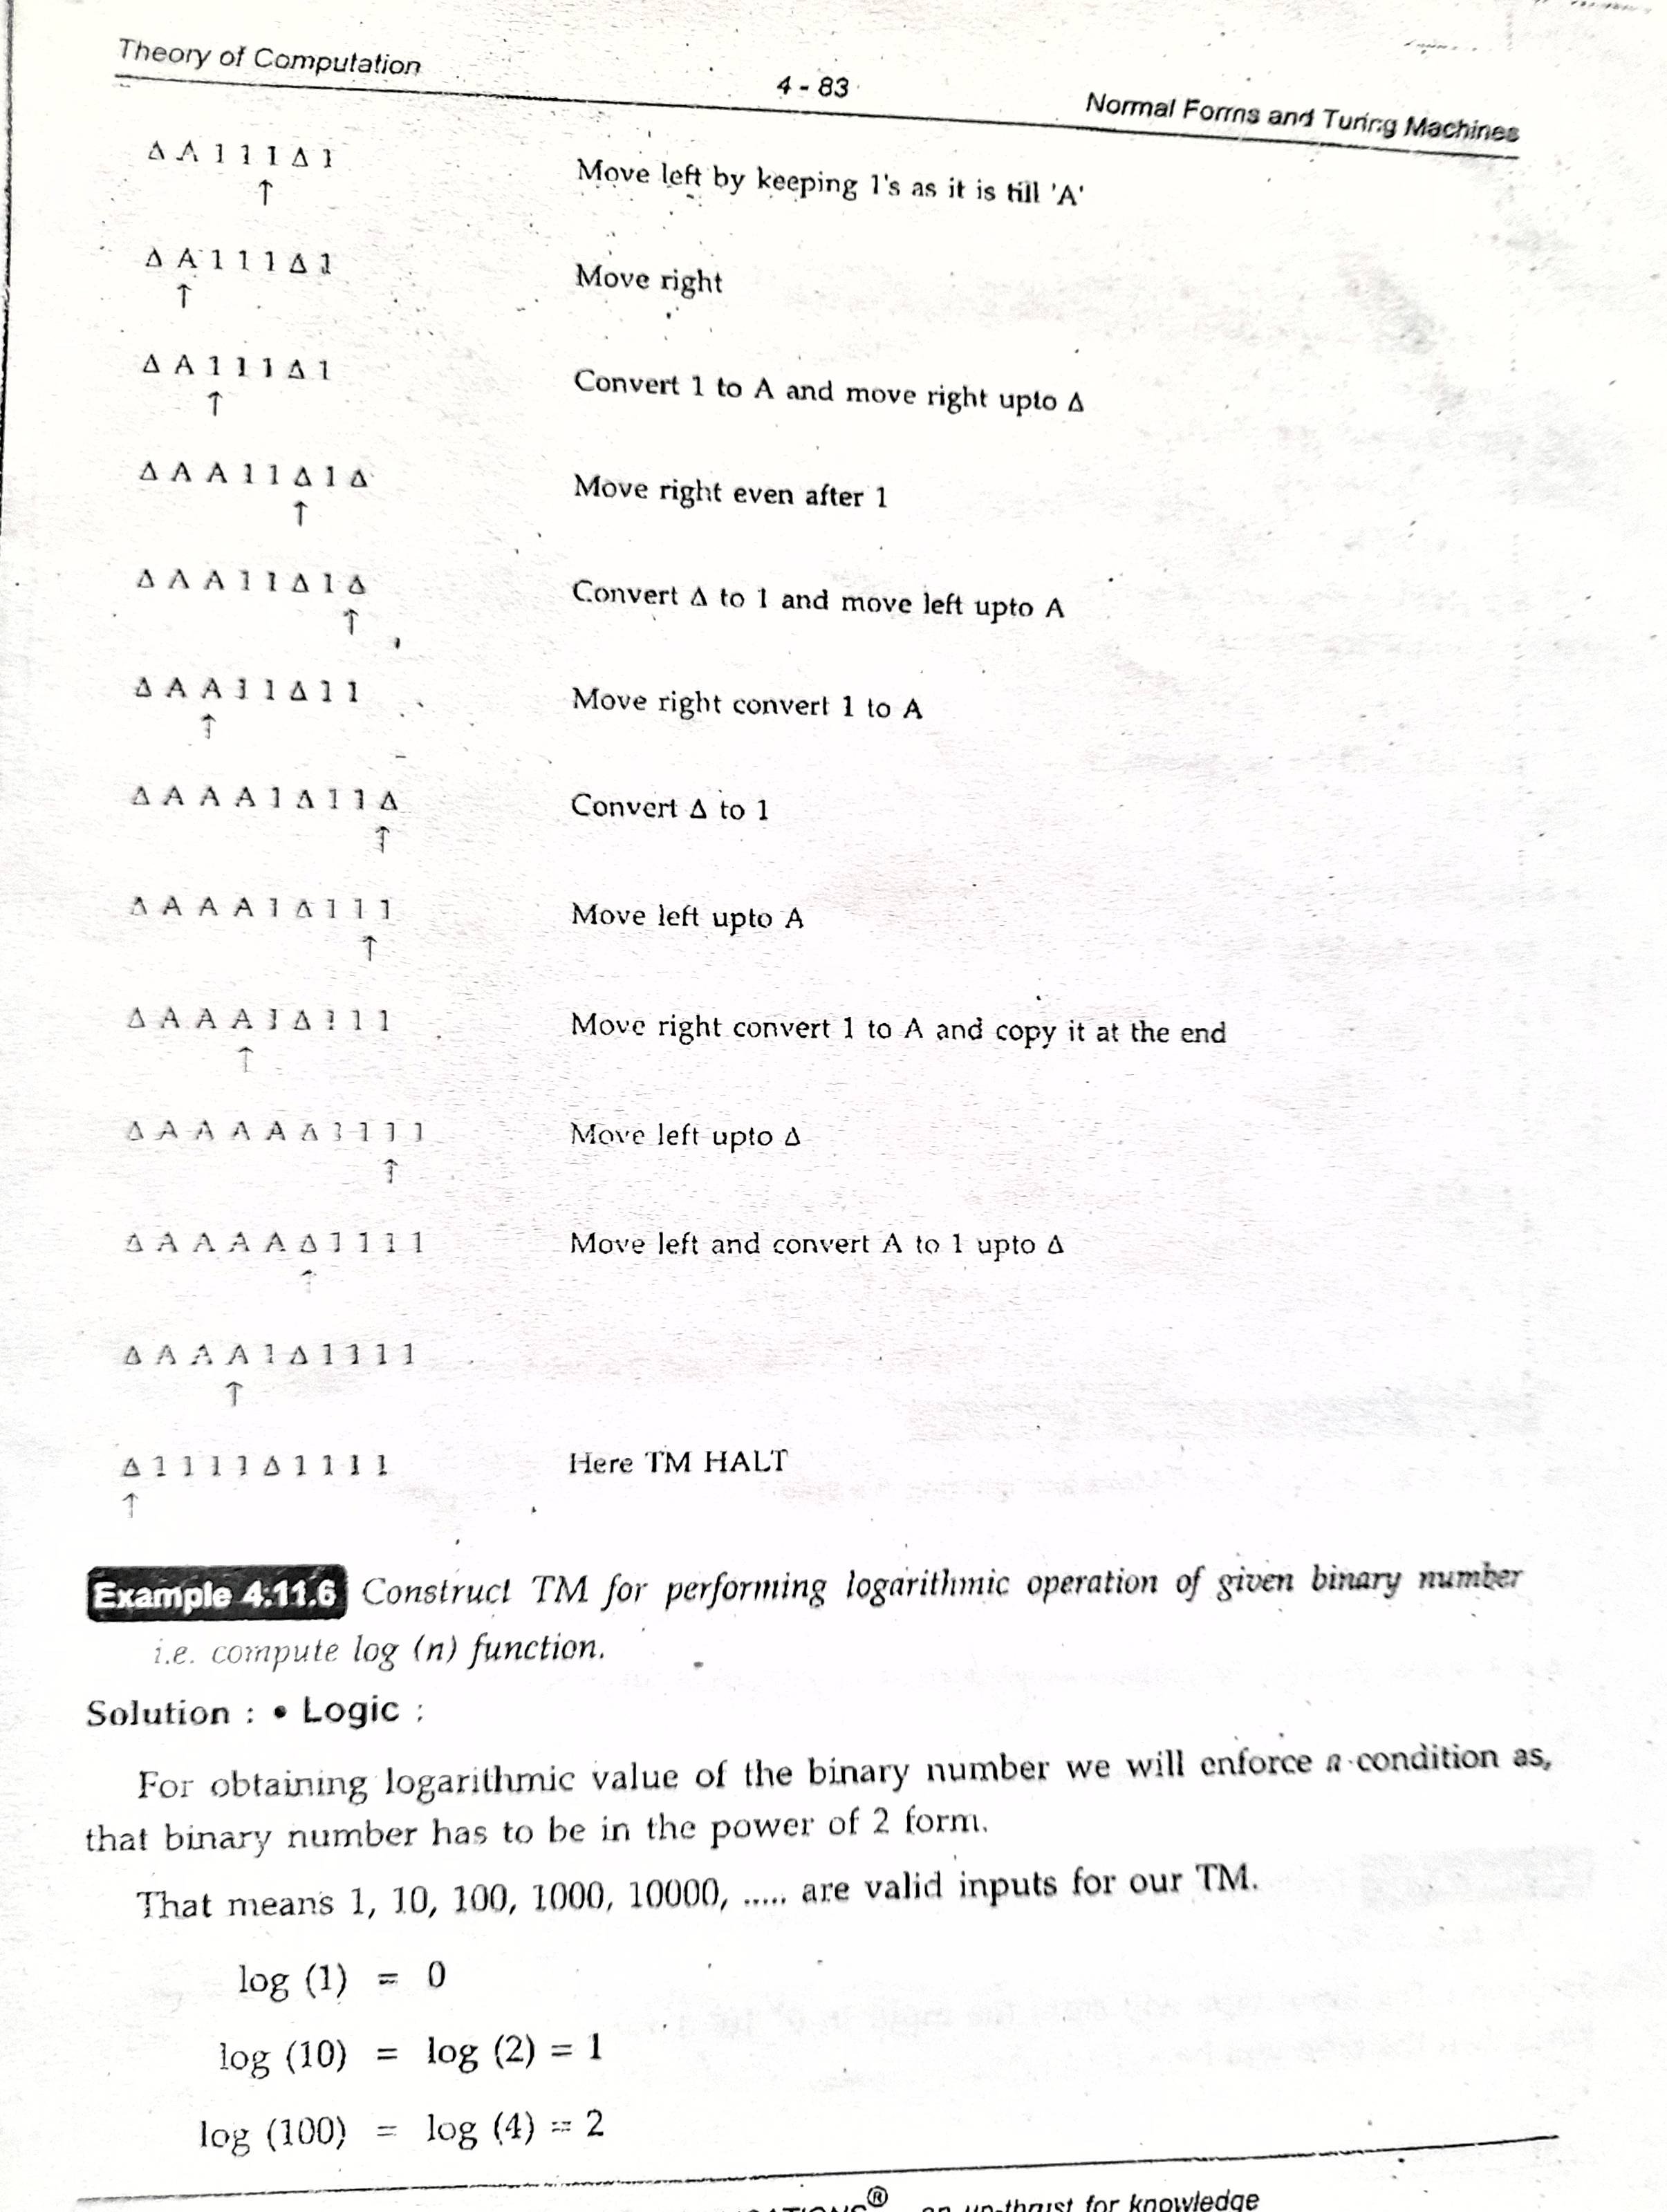 Theory of Computation
4 - 83
Normal Forms and Turing Machines
Δ A 1 1 1 Δ 1
↑
Move left by keeping 1's as it is till 'A'
Δ A 1 1 1 Δ 1
↑
Move right
Δ A 1 1 1 Δ 1
↑
Convert 1 to A and move right upto Δ
Δ A A 1 1 Δ 1 Δ
↑
Move right even after 1
Δ A A 1 1 Δ 1 Δ
↑
Convert Δ to 1 and move left upto A
Δ A A 1 1 Δ 1 1
↑
Move right convert 1 to A
Δ A A A 1 Δ 1 1 Δ
↑
Convert Δ to 1
Δ A A A 1 Δ 1 1 1
↑
Move left upto A
Δ A A A 1 Δ 1 1 1
↑
Move right convert 1 to A and copy it at the end
Δ A A A A Δ 1 1 1 1
↑
Move left upto Δ
Δ A A A A Δ 1 1 1 1
↑
Move left and convert A to 1 upto Δ
Δ A A A 1 Δ 1 1 1 1
↑
Δ 1 1 1 1 Δ 1 1 1 1
↑
Here TM HALT
Example 4.11.6 Construct TM for performing logarithmic operation of given binary number
i.e. compute log (n) function.
Solution : • Logic :
For obtaining logarithmic value of the binary number we will enforce a condition as,
that binary number has to be in the power of 2 form.
That means 1, 10, 100, 1000, 10000, ..... are valid inputs for our TM.
log (1) = 0
log (10) = log (2) = 1
log (100) = log (4) = 2
® an up-thrust for knowledge